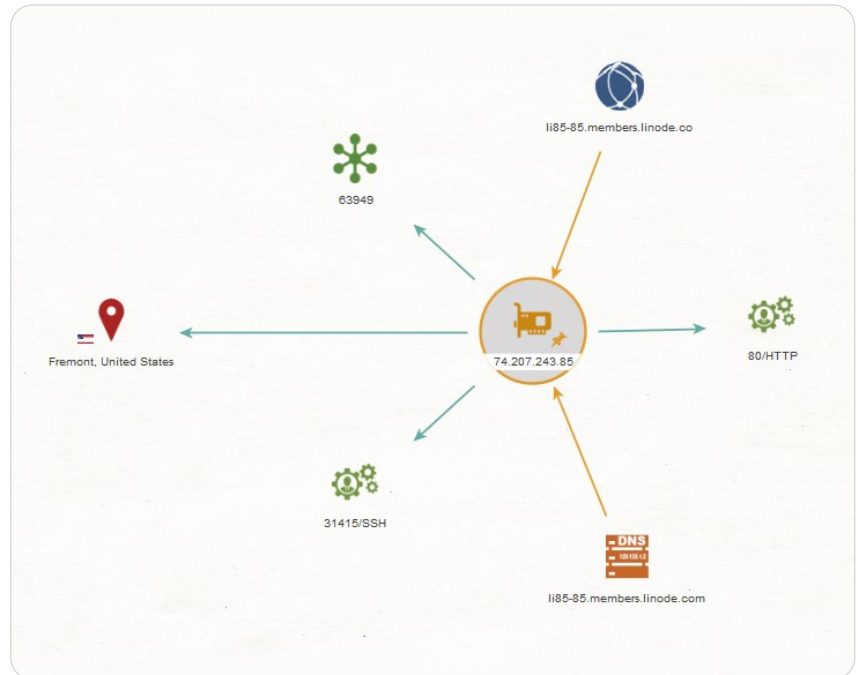 li85-85.members.linode.co
63949
74.207.243.85
Fremont, United States
80/HTTP
31415/SSH
DNS
li85-85.members.linode.com